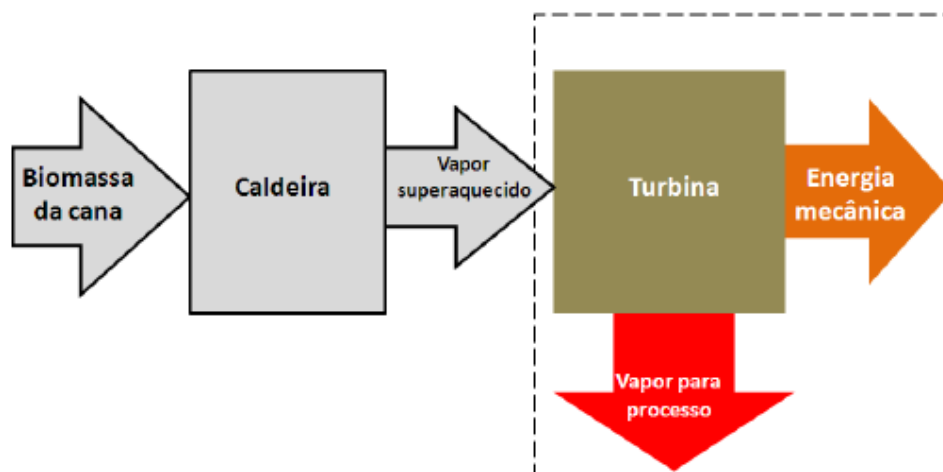 Biomassa
da cana
Caldeira
Vapor
superaquecido
Turbina
Energia
mecânica
Vapor para
processo